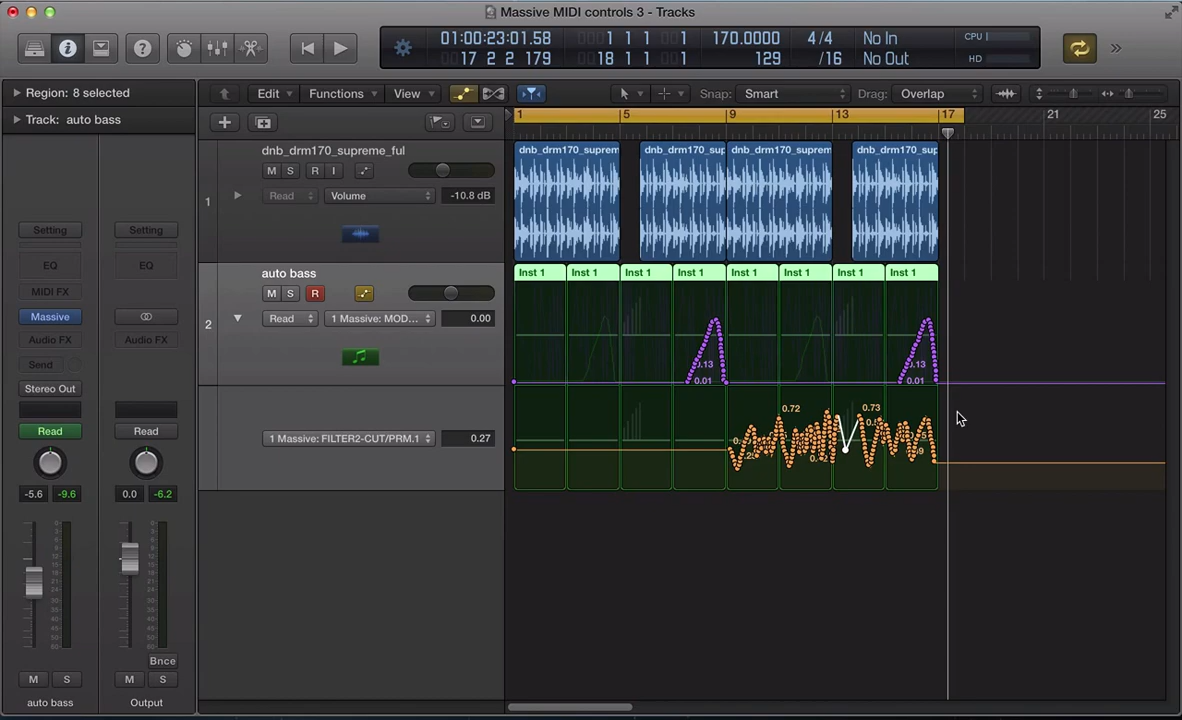 Massive MIDI controls 3 - Tracks
01:00:23:01.58 1 1 1 1 170.0000 4/4 No In CPU
17 2 2 179 18 1 1 1 129 /16 No Out HD
Region: 8 selected
Edit Functions View Snap: Smart Drag: Overlap
Track: auto bass
1 5 9 13 17 21 25
dnb_drm170_supreme_ful
dnb_drm170_suprem dnb_drm170_sup dnb_drm170_suprem dnb_drm170_sup
M S R I
1 Read Volume -10.8 dB
Setting Setting
EQ EQ
MIDI FX
auto bass
Inst 1 Inst 1 Inst 1 Inst 1 Inst 1 Inst 1 Inst 1 Inst 1
M S R
Massive
2 Read 1 Massive: MOD... 0.00
Audio FX Audio FX
Send
.13 .13
0.01 0.01
Stereo Out
0.72 0.73
Read Read
1 Massive: FILTER2-CUT/PRM.1 0.27
-5.6 -9.6 0.0 -6.2
Bnce
M S M S
auto bass Output